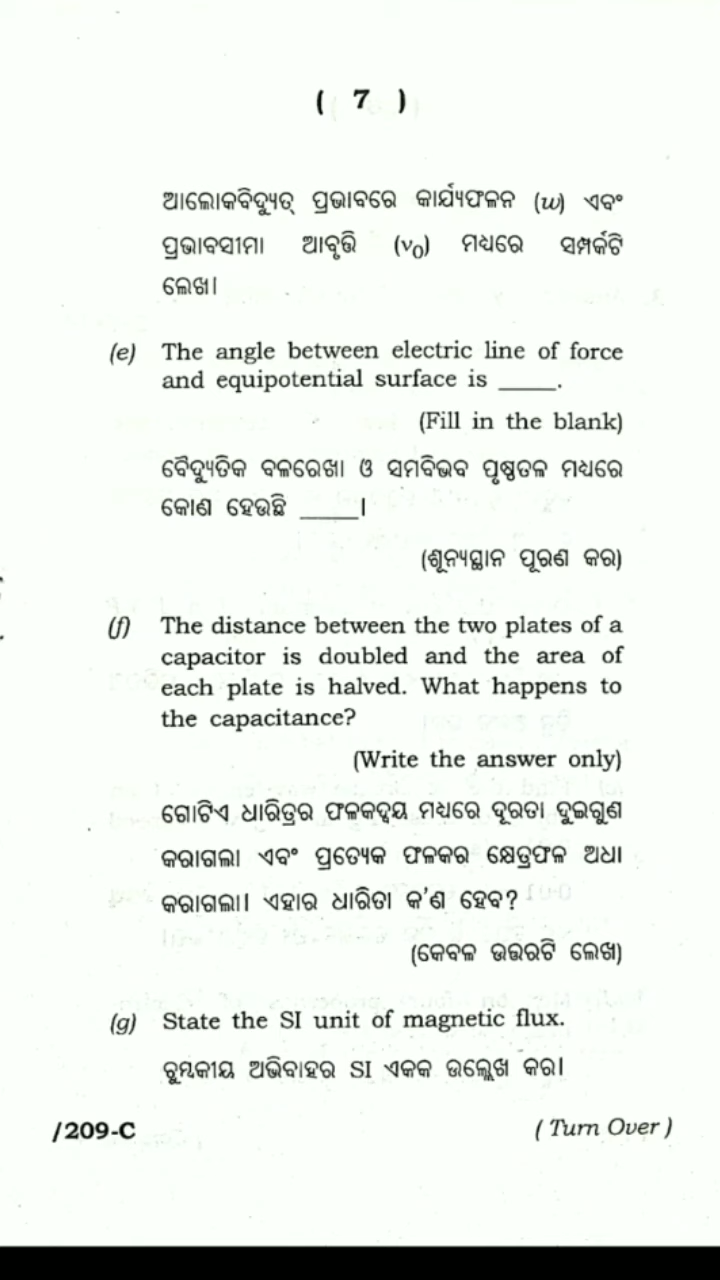 ( 7 )
ଆଲୋକବିଦ୍ୟୁତ୍ ପ୍ରଭାବରେ କାର୍ଯ୍ୟଫଳନ (w) ଏବଂ
ପ୍ରଭାବସୀମା ଆବୃତ୍ତି (ν₀) ମଧ୍ୟରେ ସମ୍ପର୍କଟି
ଲେଖ।
(e) The angle between electric line of force
and equipotential surface is _____.
(Fill in the blank)
ବୈଦ୍ୟୁତିକ ବଳରେଖା ଓ ସମବିଭବ ପୃଷ୍ଠତଳ ମଧ୍ୟରେ
କୋଣ ହେଉଛି _____।
(ଶୂନ୍ୟସ୍ଥାନ ପୂରଣ କର)
(f) The distance between the two plates of a
capacitor is doubled and the area of
each plate is halved. What happens to
the capacitance?
(Write the answer only)
ଗୋଟିଏ ଧାରିତ୍ରର ଫଳକଦ୍ୱୟ ମଧ୍ୟରେ ଦୂରତା ଦୁଇଗୁଣ
କରାଗଲା ଏବଂ ପ୍ରତ୍ୟେକ ଫଳକର କ୍ଷେତ୍ରଫଳ ଅଧା
କରାଗଲା। ଏହାର ଧାରିତା କ'ଣ ହେବ?
(କେବଳ ଉତ୍ତରଟି ଲେଖ)
(g) State the SI unit of magnetic flux.
ଚୁମ୍ବକୀୟ ଅଭିବାହର SI ଏକକ ଉଲ୍ଲେଖ କର।
/209-C
( Turn Over )